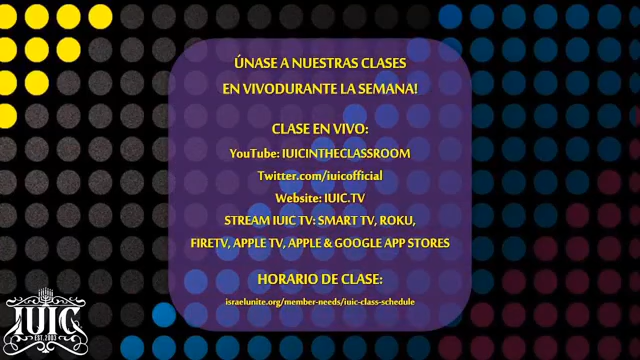 ÚNASE A NUESTRAS CLASES
EN VIVODURANTE LA SEMANA!
CLASE EN VIVO:
YouTube: IUICINTHECLASSROOM
Twitter.com/iuicofficial
Website: IUIC.TV
STREAM IUIC TV: SMART TV, ROKU,
FIRETV, APPLE TV, APPLE & GOOGLE APP STORES
HORARIO DE CLASE:
israelunite.org/member-needs/iuic-class-schedule
IUIC
EST. 2003